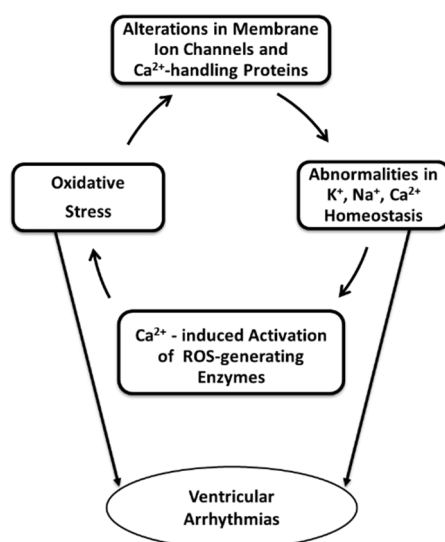 Alterations in Membrane
Ion Channels and
Ca²⁺-handling Proteins
Oxidative
Stress
Abnormalities in
K⁺, Na⁺, Ca²⁺
Homeostasis
Ca²⁺ - induced Activation
of ROS-generating
Enzymes
Ventricular
Arrhythmias